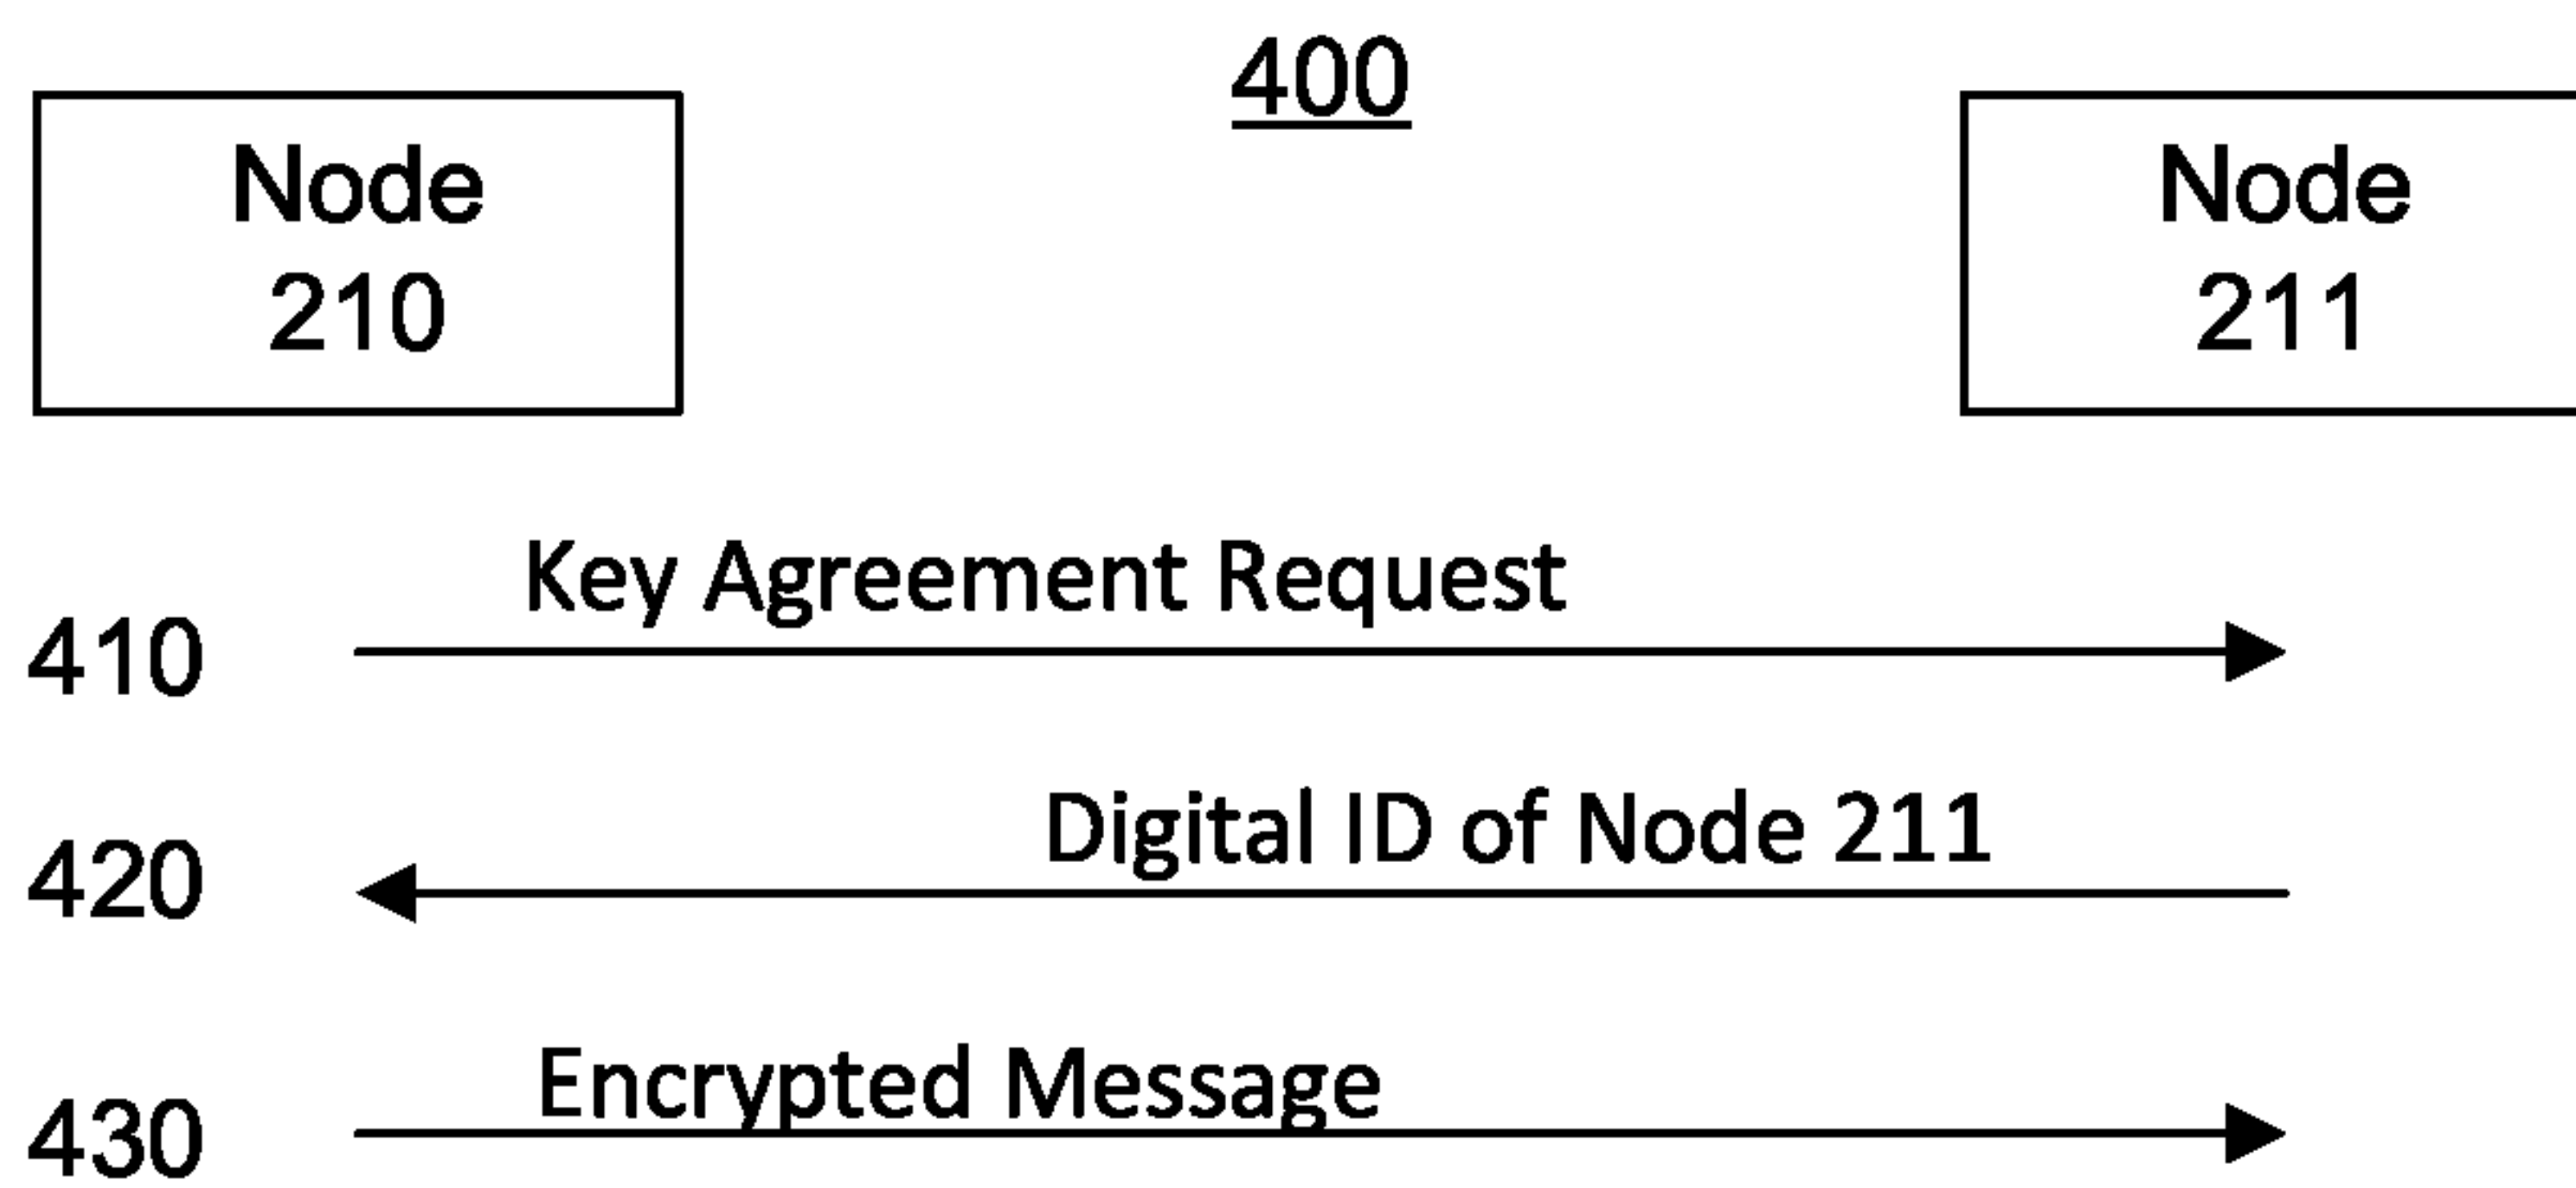 400
Node
210
Node
211
Key Agreement Request
410
Digital ID of Node 211
420
Encrypted Message
430